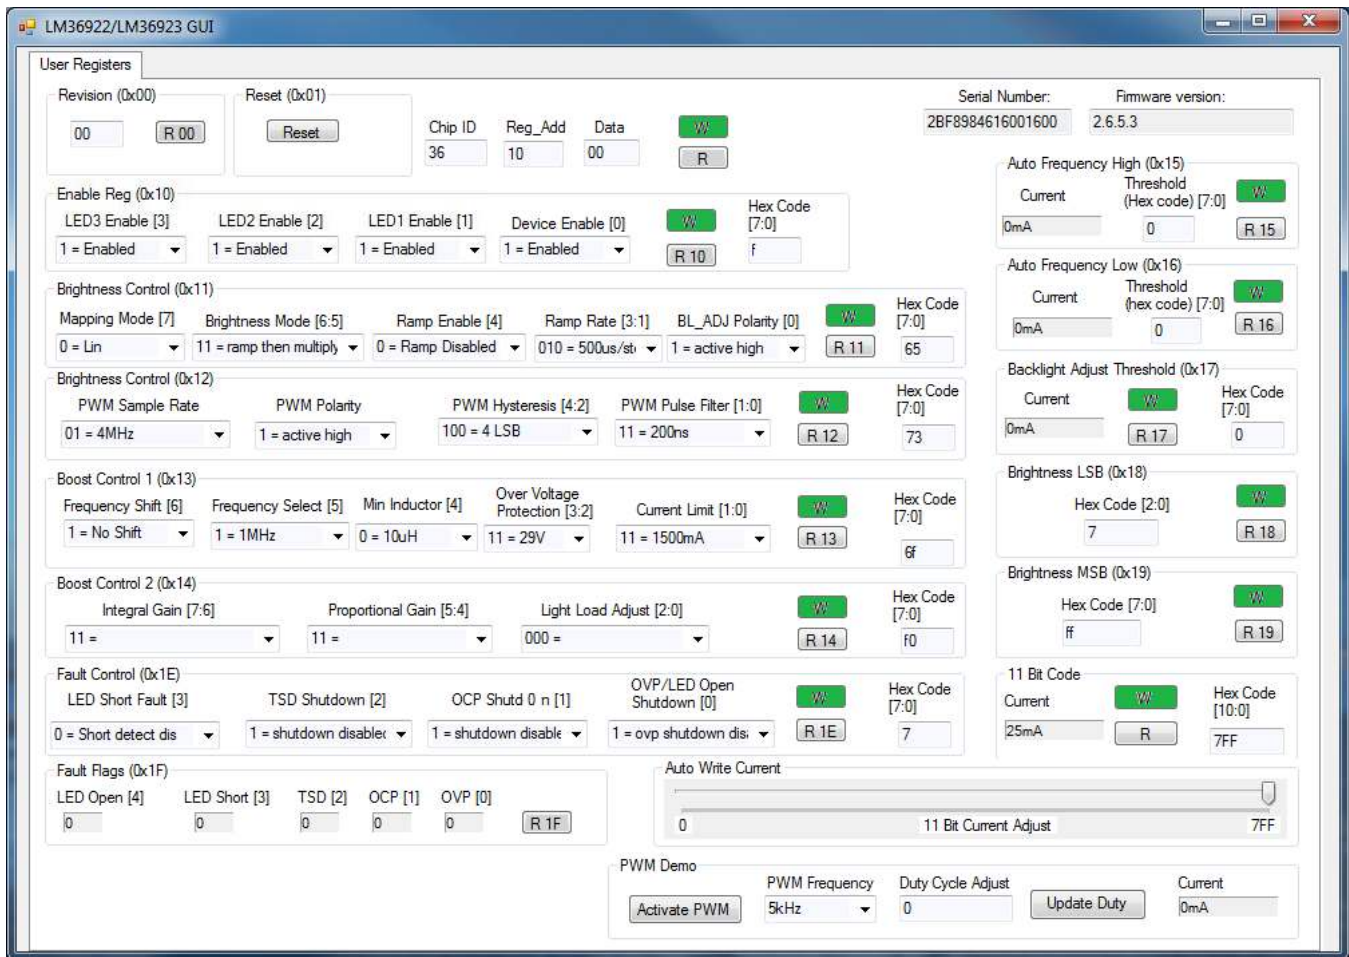 LM36922/LM36923 GUI
User Registers
Revision (0x00)
00
R 00
Reset (0x01)
Reset
Chip ID
Reg_Add
Data
36
10
00
W
R
Serial Number:
Firmware version:
2BF8984616001600
2.6.5.3
Enable Reg (0x10)
LED3 Enable [3]
LED2 Enable [2]
LED1 Enable [1]
Device Enable [0]
1 = Enabled
1 = Enabled
1 = Enabled
1 = Enabled
W
R 10
Hex Code
[7:0]
f
Brightness Control (0x11)
Mapping Mode [7]
Brightness Mode [6:5]
Ramp Enable [4]
Ramp Rate [3:1]
BL_ADJ Polarity [0]
0 = Lin
11 = ramp then multiply
0 = Ramp Disabled
010 = 500us/st
1 = active high
W
R 11
Hex Code
[7:0]
65
Brightness Control (0x12)
PWM Sample Rate
PWM Polarity
PWM Hysteresis [4:2]
PWM Pulse Filter [1:0]
01 = 4MHz
1 = active high
100 = 4 LSB
11 = 200ns
W
R 12
Hex Code
[7:0]
73
Boost Control 1 (0x13)
Frequency Shift [6]
Frequency Select [5]
Min Inductor [4]
Over Voltage
Protection [3:2]
Current Limit [1:0]
1 = No Shift
1 = 1MHz
0 = 10uH
11 = 29V
11 = 1500mA
W
R 13
Hex Code
[7:0]
6f
Boost Control 2 (0x14)
Integral Gain [7:6]
Proportional Gain [5:4]
Light Load Adjust [2:0]
11 =
11 =
000 =
W
R 14
Hex Code
[7:0]
f0
Fault Control (0x1E)
LED Short Fault [3]
TSD Shutdown [2]
OCP Shutd 0 n [1]
OVP/LED Open
Shutdown [0]
0 = Short detect dis
1 = shutdown disablec
1 = shutdown disable
1 = ovp shutdown dis
W
R 1E
Hex Code
[7:0]
7
Fault Flags (0x1F)
LED Open [4]
LED Short [3]
TSD [2]
OCP [1]
OVP [0]
0
0
0
0
0
R 1F
Auto Frequency High (0x15)
Current
Threshold
(Hex code) [7:0]
W
0mA
0
R 15
Auto Frequency Low (0x16)
Current
Threshold
(hex code) [7:0]
W
0mA
0
R 16
Backlight Adjust Threshold (0x17)
Current
W
Hex Code
[7:0]
0mA
R 17
0
Brightness LSB (0x18)
Hex Code [2:0]
W
7
R 18
Brightness MSB (0x19)
Hex Code [7:0]
W
ff
R 19
11 Bit Code
Current
W
Hex Code
[10:0]
25mA
R
7FF
Auto Write Current
0
11 Bit Current Adjust
7FF
PWM Demo
PWM Frequency
Duty Cycle Adjust
Current
Activate PWM
5kHz
0
Update Duty
0mA